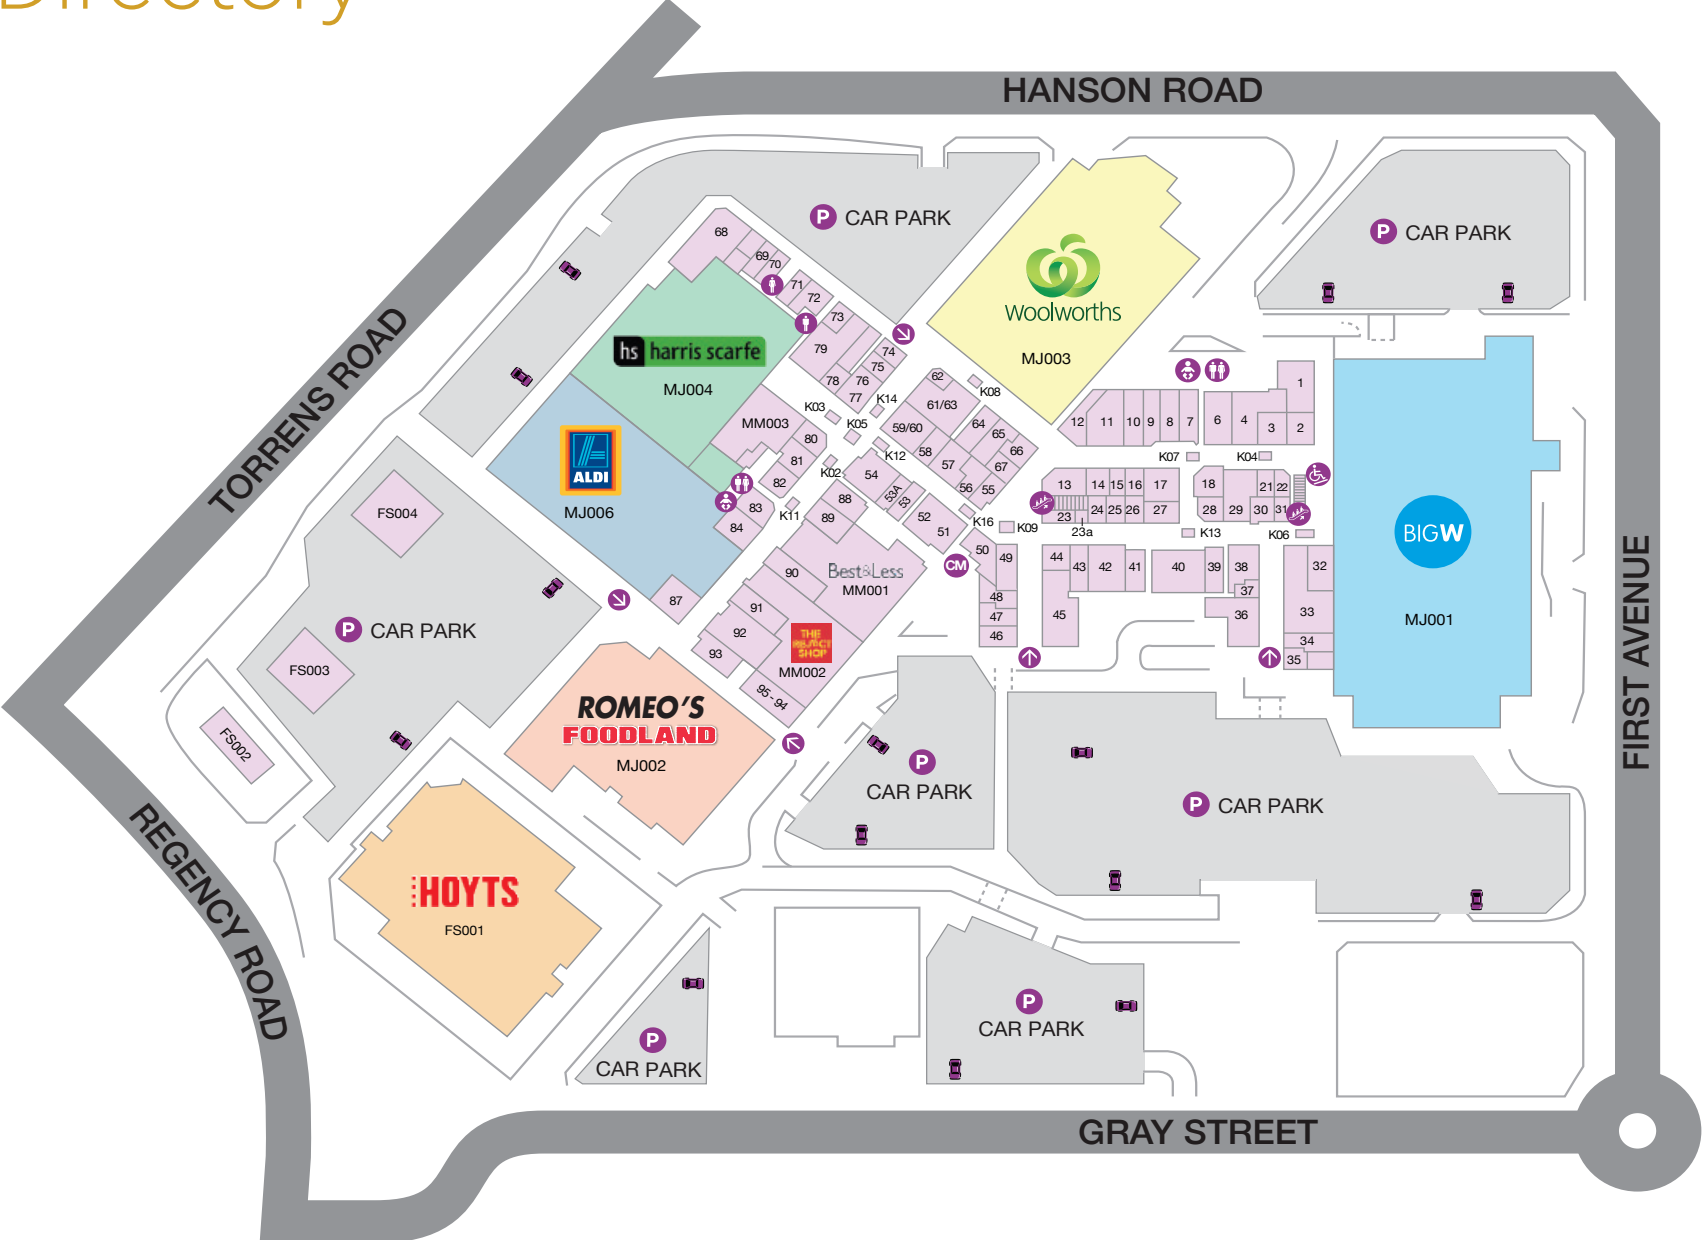 Directory
HANSON ROAD
TORRENS ROAD
REGENCY ROAD
GRAY STREET
FIRST AVENUE
P CAR PARK
P CAR PARK
68
69
70
71
72
73
79
74
75
76
77
78
hs harris scarfe
MJ004
Woolworths
MJ003
ALDI
MJ006
MM003
80
81
82
83
84
87
K03
K14
K05
K12
K02
K11
K08
62
61/63
59/60
58
57
56
55
64
65
66
67
54
53A
53
52
51
K16
K09
88
89
90
91
92
93
95 - 94
Best&Less
MM001
THE
REJECT
SHOP
MM002
CM
12
11
10
9
8
7
6
4
3
2
1
K07
K04
13
14
15
16
17
18
21
22
23
23a
24
25
26
27
28
29
30
31
K13
K06
50
49
48
47
46
44
43
42
41
45
40
39
38
37
36
32
33
34
35
BIGW
MJ001
FS004
FS003
FS002
P CAR PARK
ROMEO'S
FOODLAND
MJ002
HOYTS
FS001
P
CAR PARK
P CAR PARK
P
CAR PARK
P
CAR PARK